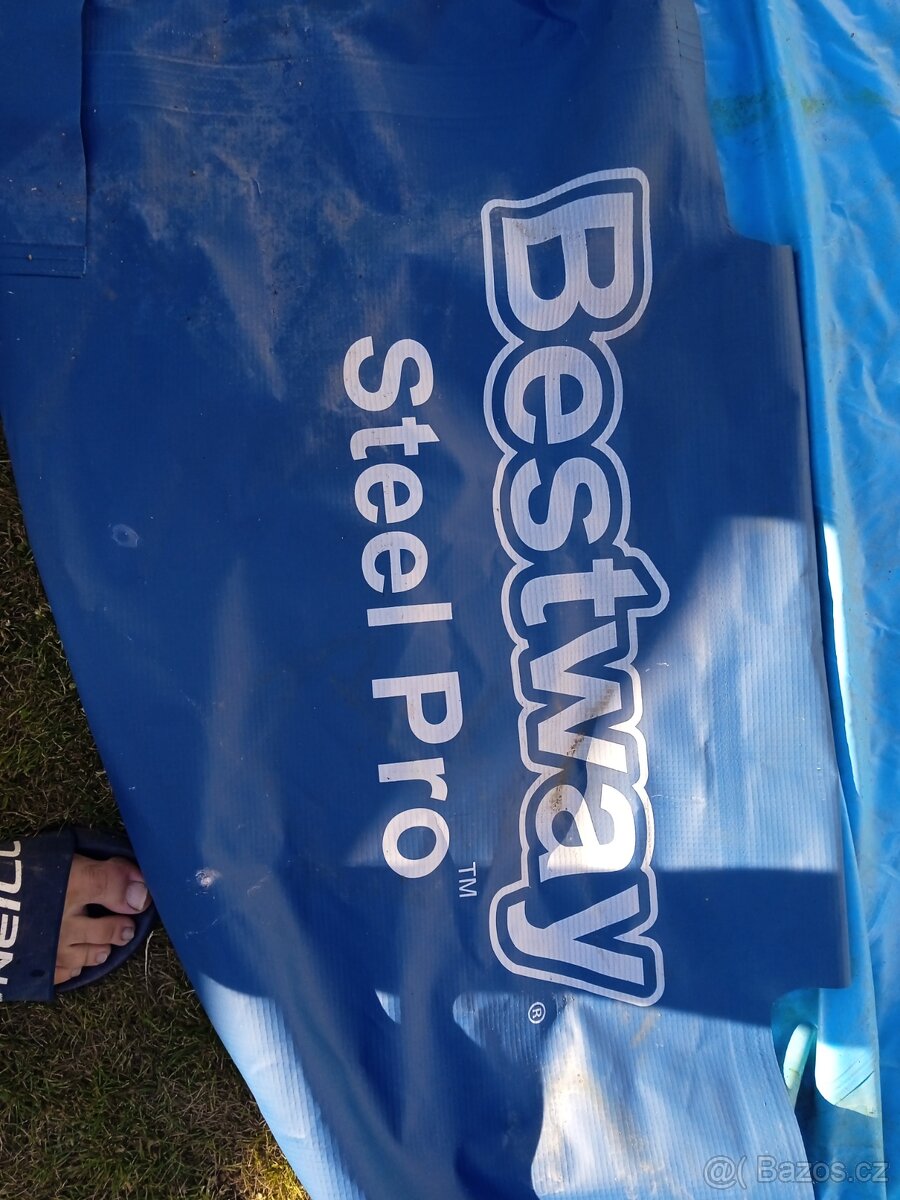 Bestway®
Steel Pro™
@( Bazos.cz